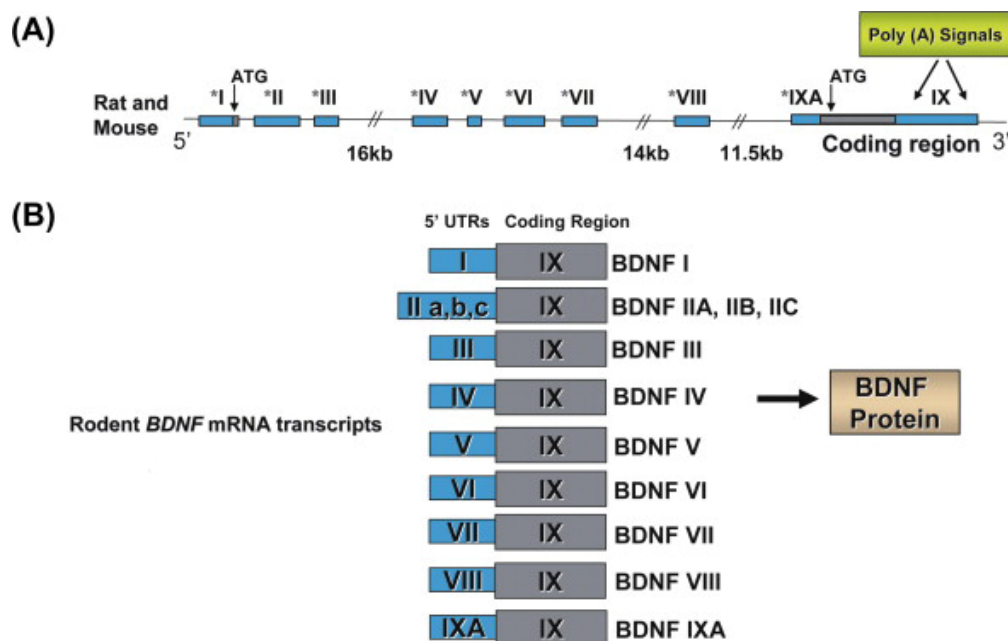 (A)
Poly (A) Signals
ATG
ATG
*I *II *III *IV *V *VI *VII *VIII *IXA IX
Rat and
Mouse
5' 3'
16kb 14kb 11.5kb Coding region
(B)
5' UTRs Coding Region
I IX BDNF I
II a,b,c IX BDNF IIA, IIB, IIC
III IX BDNF III
IV IX BDNF IV
V IX BDNF V
VI IX BDNF VI
VII IX BDNF VII
VIII IX BDNF VIII
IXA IX BDNF IXA
Rodent BDNF mRNA transcripts
BDNF
Protein